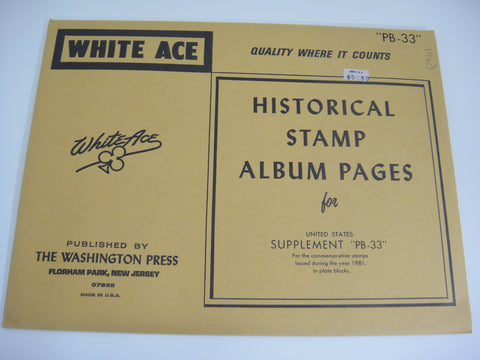 "PB-33"
WHITE ACE
QUALITY WHERE IT COUNTS
$5.80
HISTORICAL
STAMP
ALBUM PAGES
for
UNITED STATES
SUPPLEMENT "PB-33"
For the commemorative stamps
issued during the year 1981,
in plate blocks.
White Ace
PUBLISHED BY
THE WASHINGTON PRESS
FLORHAM PARK, NEW JERSEY
07932
MADE IN U.S.A.